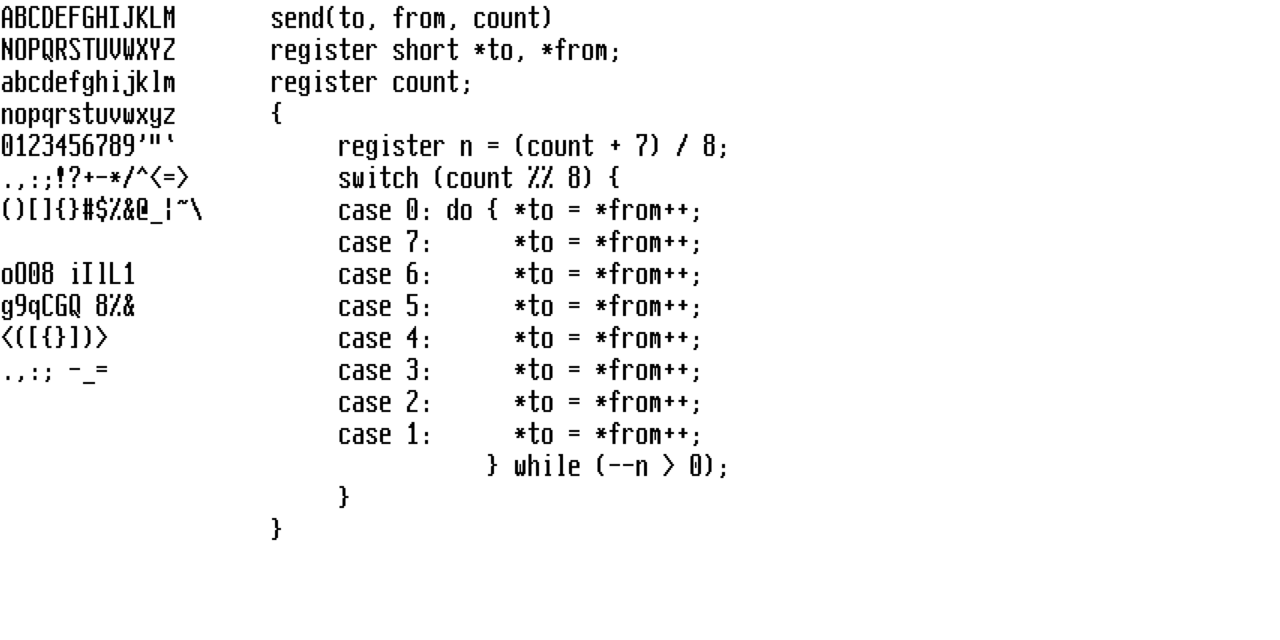 ABCDEFGHIJKLM send(to, from, count)
NOPQRSTUVWXYZ register short *to, *from;
abcdefghijklm register count;
nopqrstuvwxyz {
0123456789'"` register n = (count + 7) / 8;
.,:;!?+-*/^<=> switch (count %% 8) {
()[]{}#$%&@_¦~\ case 0: do { *to = *from++;
case 7: *to = *from++;
oO08 iIlL1 case 6: *to = *from++;
g9qCGQ 8%& case 5: *to = *from++;
<([{}])> case 4: *to = *from++;
.,:; -_= case 3: *to = *from++;
case 2: *to = *from++;
case 1: *to = *from++;
} while (--n > 0);
}
}